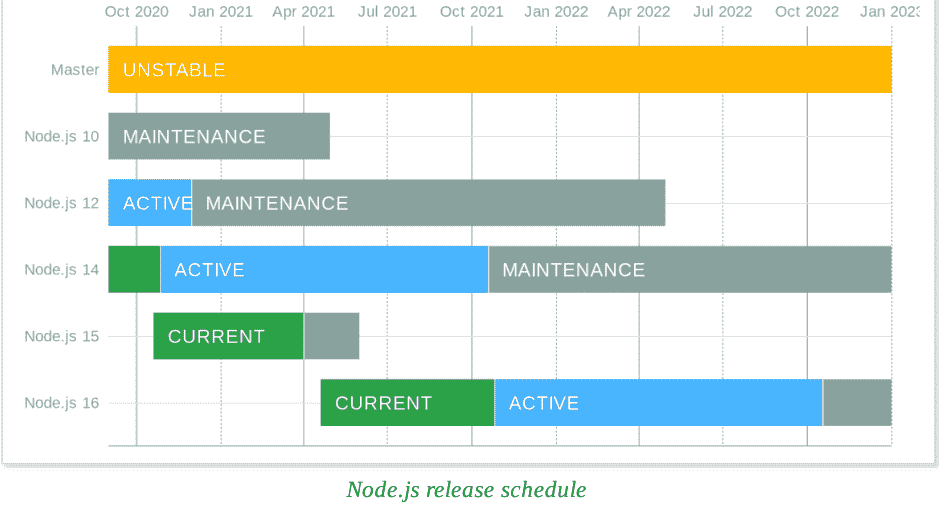 Oct 2020 Jan 2021 Apr 2021 Jul 2021 Oct 2021 Jan 2022 Apr 2022 Jul 2022 Oct 2022 Jan 2023
Master UNSTABLE
Node.js 10 MAINTENANCE
Node.js 12 ACTIVE MAINTENANCE
Node.js 14 ACTIVE MAINTENANCE
Node.js 15 CURRENT
Node.js 16 CURRENT ACTIVE
Node.js release schedule